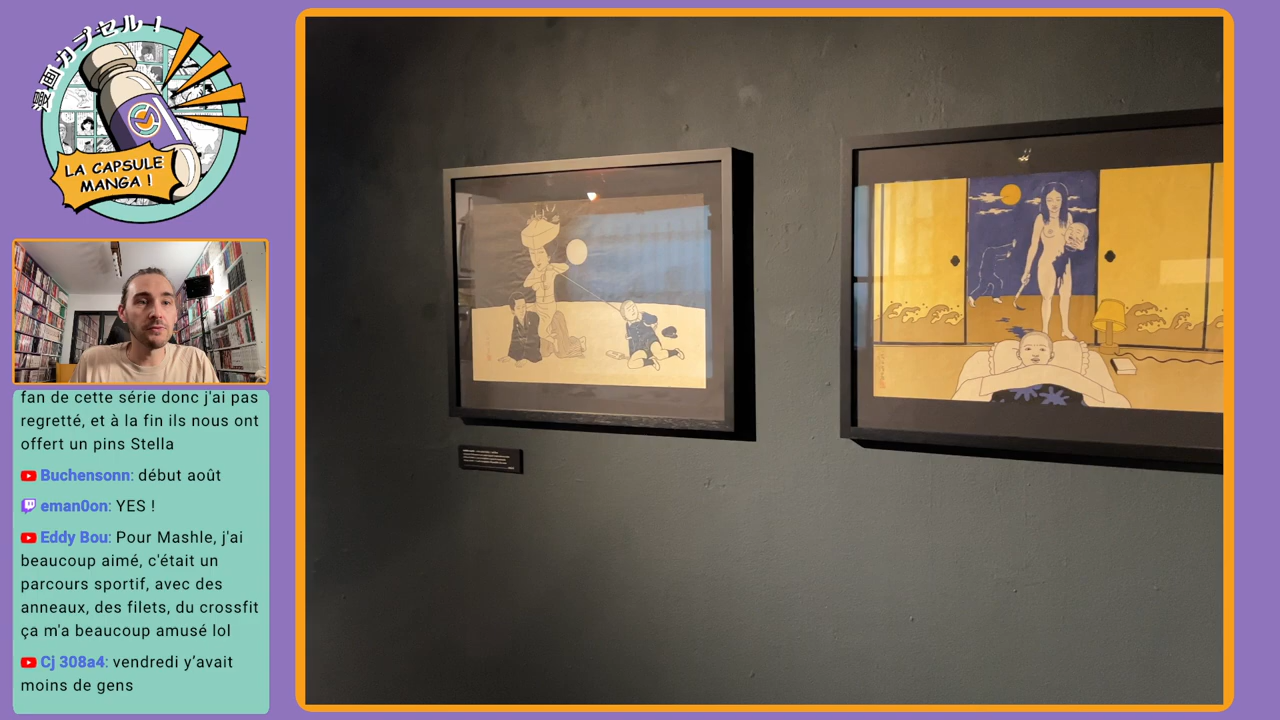 漫画カプセル！
LA CAPSULE
MANGA !
fan de cette série donc j'ai pas
regretté, et à la fin ils nous ont
offert un pins Stella
Buchensonn: début août
eman0on: YES !
Eddy Bou: Pour Mashle, j'ai
beaucoup aimé, c'était un
parcours sportif, avec des
anneaux, des filets, du crossfit
ça m'a beaucoup amusé lol
Cj 308a4: vendredi y’avait
moins de gens